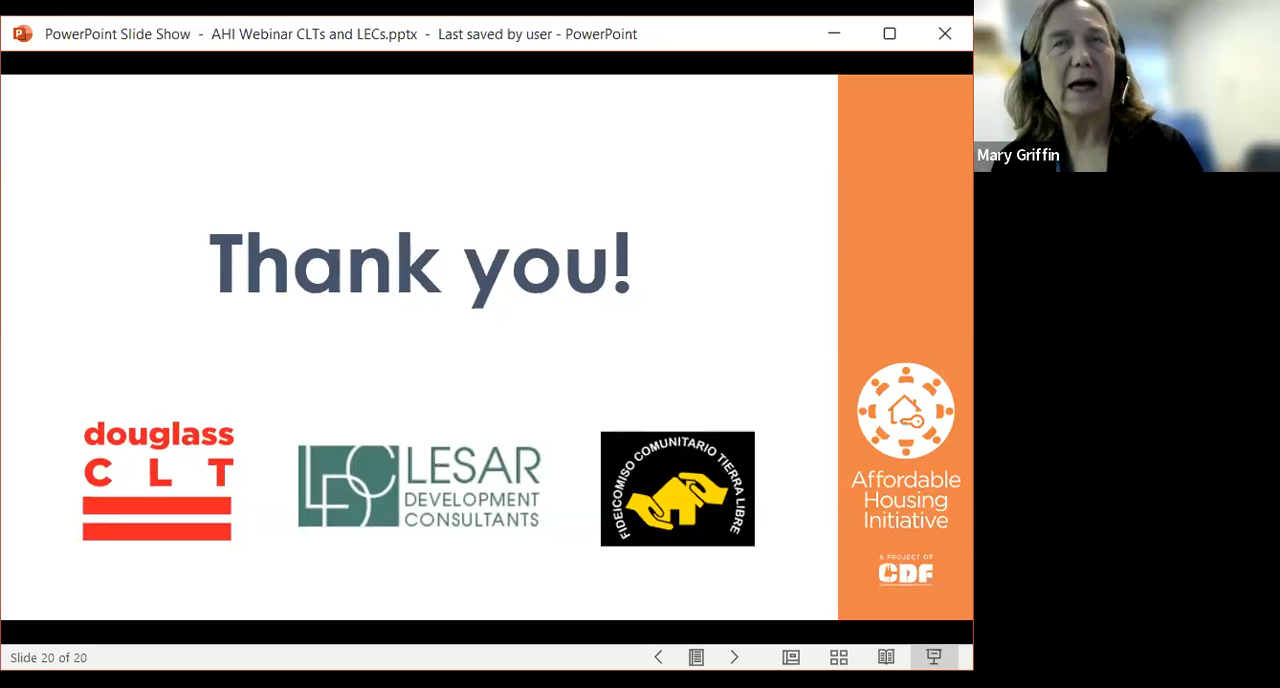 PowerPoint Slide Show - AHI Webinar CLTs and LECs.pptx - Last saved by user - PowerPoint
Mary Griffin
Thank you!
douglass
C L T
LDC LESAR
DEVELOPMENT
CONSULTANTS
FIDEICOMISO COMUNITARIO TIERRA LIBRE
Affordable
Housing
Initiative
A PROJECT OF
CDF
Slide 20 of 20